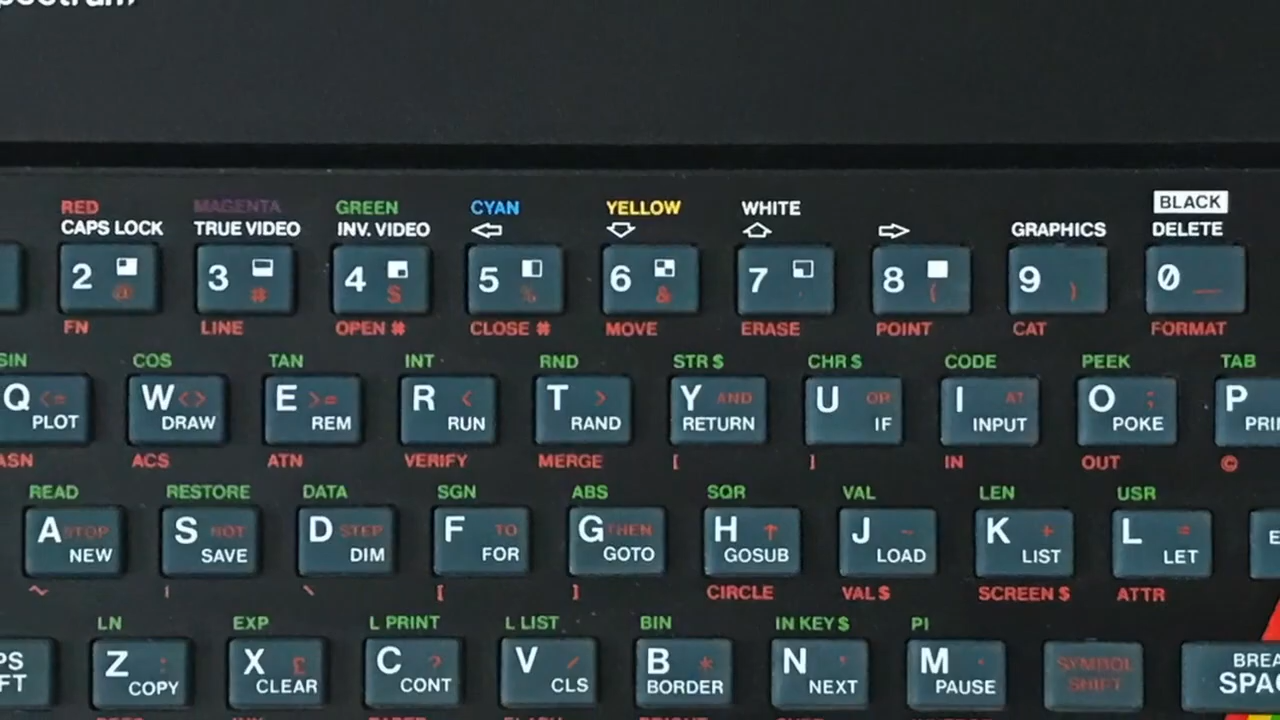 RED MAGENTA GREEN CYAN YELLOW WHITE BLACK
CAPS LOCK TRUE VIDEO INV. VIDEO ⇦ ⇩ ⇧ ⇨ GRAPHICS DELETE
2 @ 3 # 4 $ 5 % 6 & 7 8 ( 9 ) 0 _
FN LINE OPEN # CLOSE # MOVE ERASE POINT CAT FORMAT
SIN COS TAN INT RND STR $ CHR $ CODE PEEK TAB
Q <= W <> E >= R < T > Y AND U OR I AT O ; P
PLOT DRAW REM RUN RAND RETURN IF INPUT POKE
ASN ACS ATN VERIFY MERGE [ ] IN OUT ©
READ RESTORE DATA SGN ABS SQR VAL LEN USR
A STOP S NOT D STEP F TO G THEN H ↑ J − K + L =
NEW SAVE DIM FOR GOTO GOSUB LOAD LIST LET
~ | \ [ ] CIRCLE VAL $ SCREEN $ ATTR
LN EXP L PRINT L LIST BIN IN KEY $ PI
Z : X £ C ? V / B * N , M . SYMBOL
COPY CLEAR CONT CLS BORDER NEXT PAUSE SHIFT